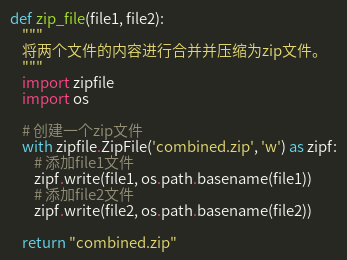 def zip_file(file1, file2):
"""
将两个文件的内容进行合并并压缩为zip文件。
"""
import zipfile
import os
# 创建一个zip文件
with zipfile.ZipFile('combined.zip', 'w') as zipf:
# 添加file1文件
zipf.write(file1, os.path.basename(file1))
# 添加file2文件
zipf.write(file2, os.path.basename(file2))
return "combined.zip"